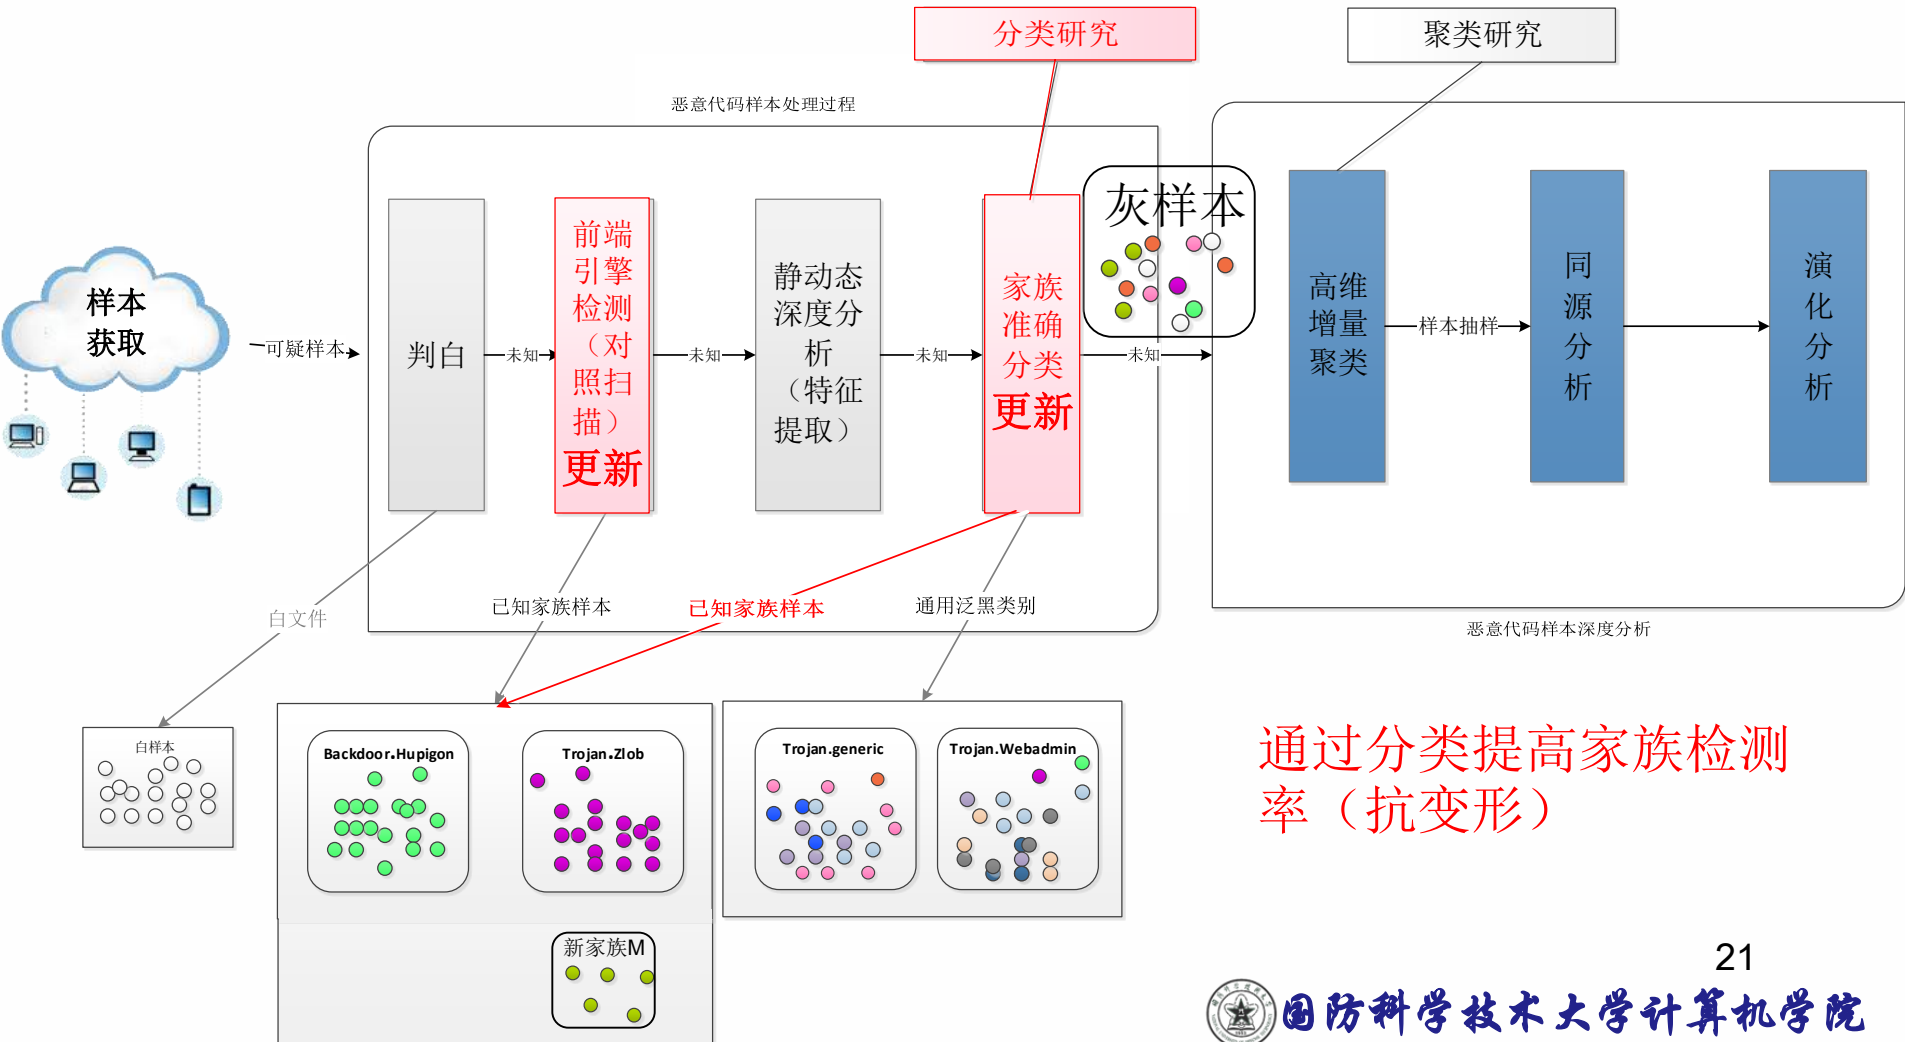 分类研究
聚类研究
恶意代码样本处理过程
灰样本
样本
获取
可疑样本
判白
未知
前端
引擎
检测
（对
照扫
描）
更新
未知
静动态
深度分
析
（特征
提取）
未知
家族
准确
分类
更新
未知
高维
增量
聚类
样本抽样
同
源
分
析
演
化
分
析
白文件
已知家族样本
已知家族样本
通用泛黑类别
恶意代码样本深度分析
白样本
Backdoor.Hupigon
Trojan.Zlob
Trojan.generic
Trojan.Webadmin
新家族M
通过分类提高家族检测
率（抗变形）
21
国防科学技术大学计算机学院